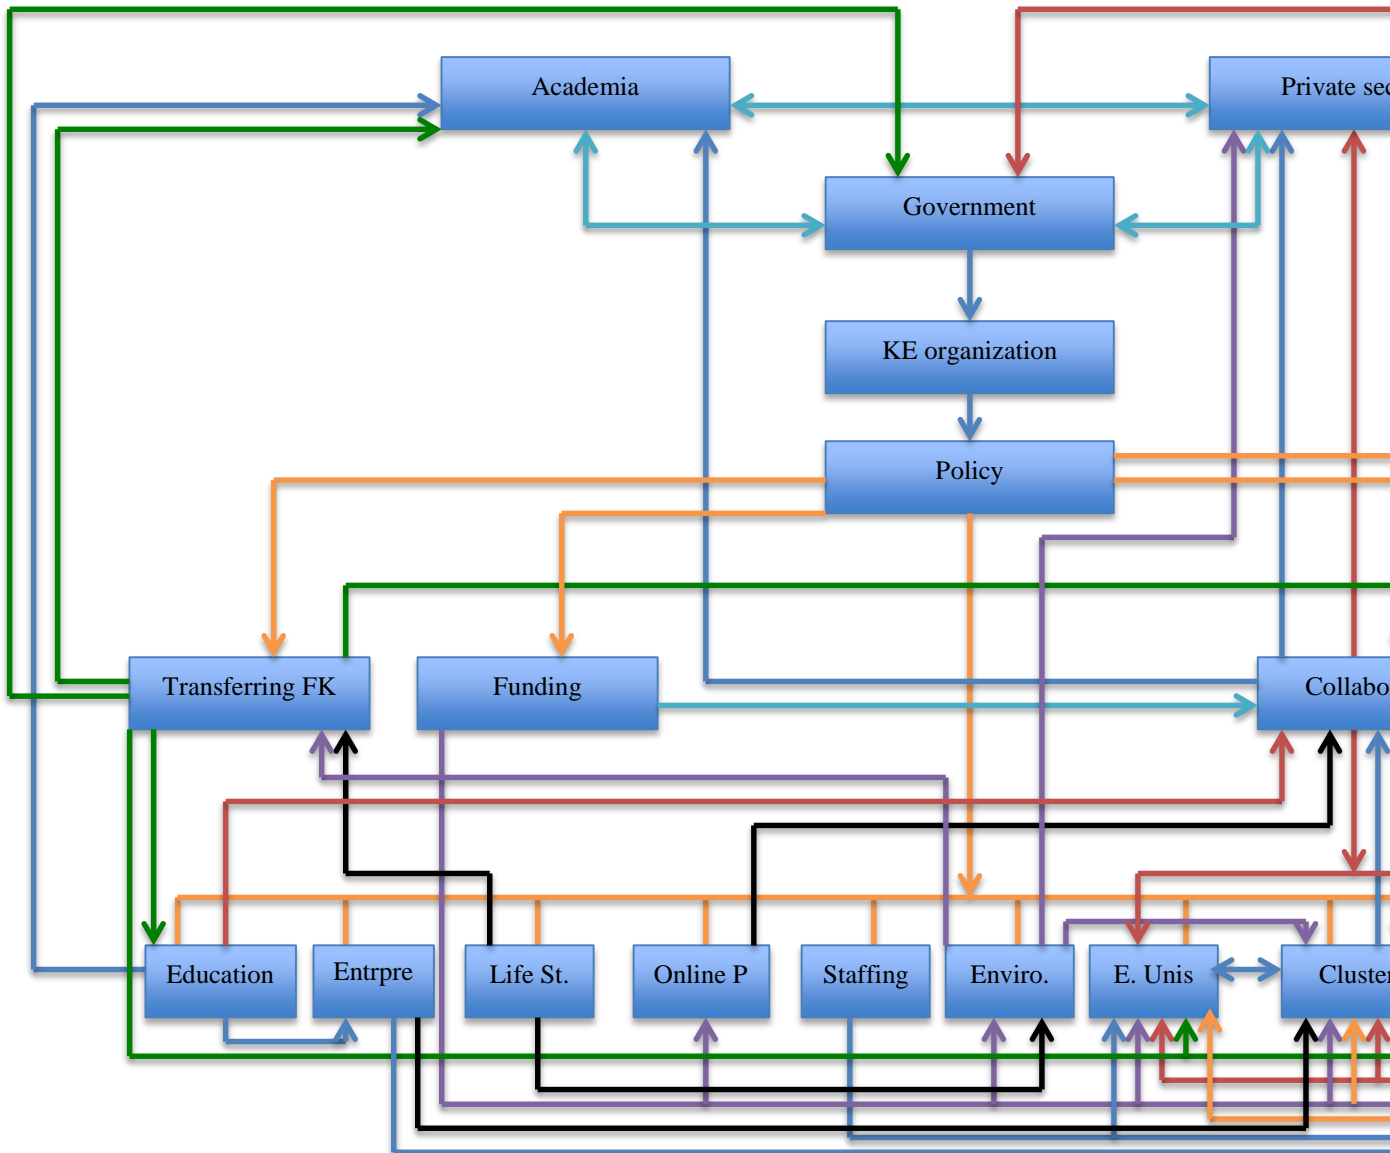 Academia
Private sec
Government
KE organization
Policy
Transferring FK
Funding
Collabo
Education
Entrpre
Life St.
Online P
Staffing
Enviro.
E. Unis
Cluster